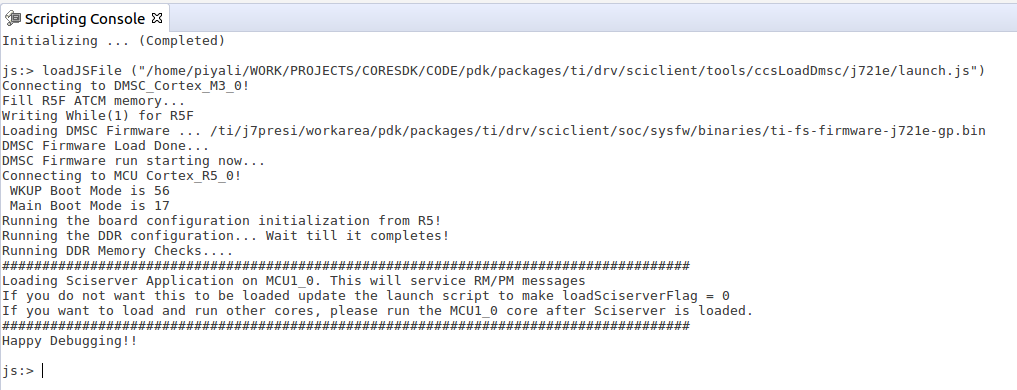 Scripting Console
Initializing ... (Completed)
js:> loadJSFile ("/home/piyali/WORK/PROJECTS/CORESDK/CODE/pdk/packages/ti/drv/sciclient/tools/ccsLoadDmsc/j721e/launch.js")
Connecting to DMSC_Cortex_M3_0!
Fill R5F ATCM memory...
Writing While(1) for R5F
Loading DMSC Firmware ... /ti/j7presi/workarea/pdk/packages/ti/drv/sciclient/soc/sysfw/binaries/ti-fs-firmware-j721e-gp.bin
DMSC Firmware Load Done...
DMSC Firmware run starting now...
Connecting to MCU Cortex_R5_0!
WKUP Boot Mode is 56
Main Boot Mode is 17
Running the board configuration initialization from R5!
Running the DDR configuration... Wait till it completes!
Running DDR Memory Checks....
######################################################################################
Loading Sciserver Application on MCU1_0. This will service RM/PM messages
If you do not want this to be loaded update the launch script to make loadSciserverFlag = 0
If you want to load and run other cores, please run the MCU1_0 core after Sciserver is loaded.
######################################################################################
Happy Debugging!!
js:>